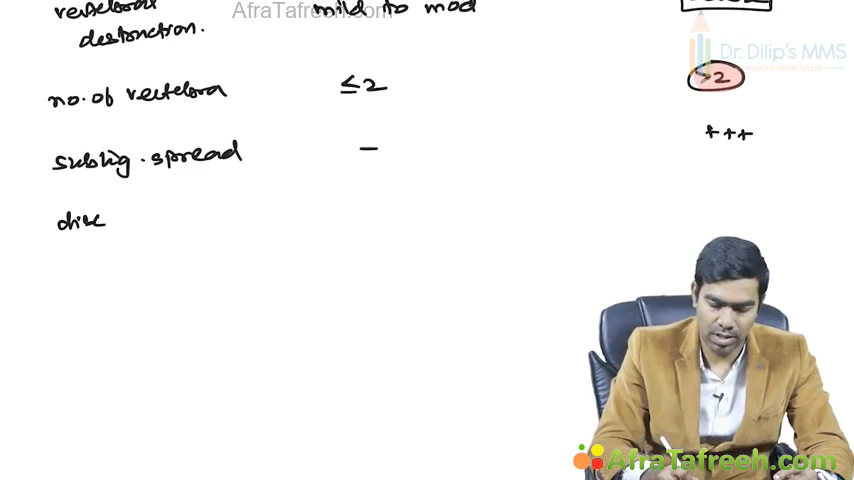 AfraTafreeh.com
vertebral mild to mod
destruction.
Dr. Dilip's MMS
no. of vertebra ≤2 >2
+++
sublig. spread –
disc
AfraTafreeh.com